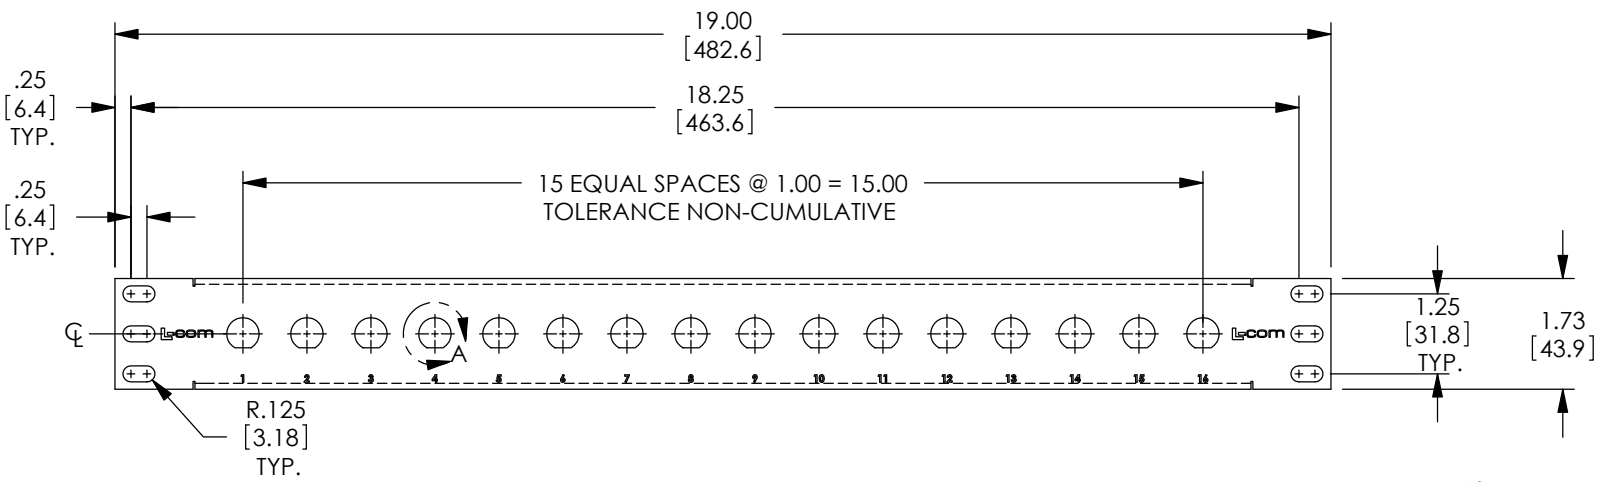 19.00
[482.6]
.25
[6.4]
TYP.
18.25
[463.6]
.25
[6.4]
TYP.
15 EQUAL SPACES @ 1.00 = 15.00
TOLERANCE NON-CUMULATIVE
℄
L-com
A
L-com
1.25
[31.8]
TYP.
1.73
[43.9]
1 2 3 4 5 6 7 8 9 10 11 12 13 14 15 16
R.125
[3.18]
TYP.